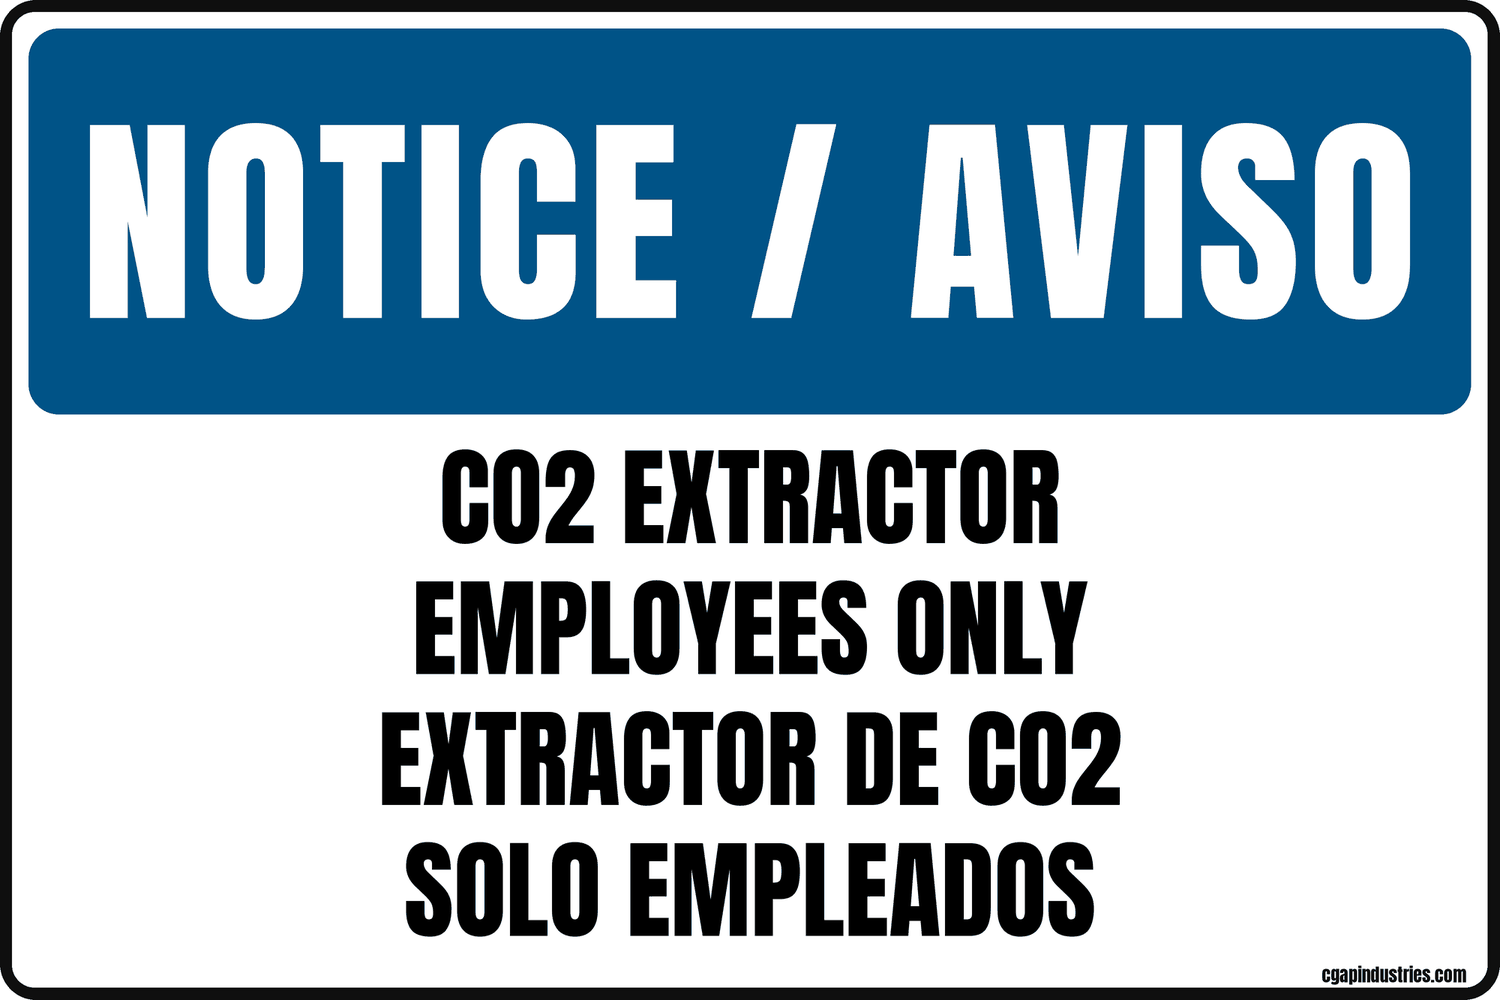 NOTICE / AVISO
CO2 EXTRACTOR
EMPLOYEES ONLY
EXTRACTOR DE CO2
SOLO EMPLEADOS
cgapindustries.com